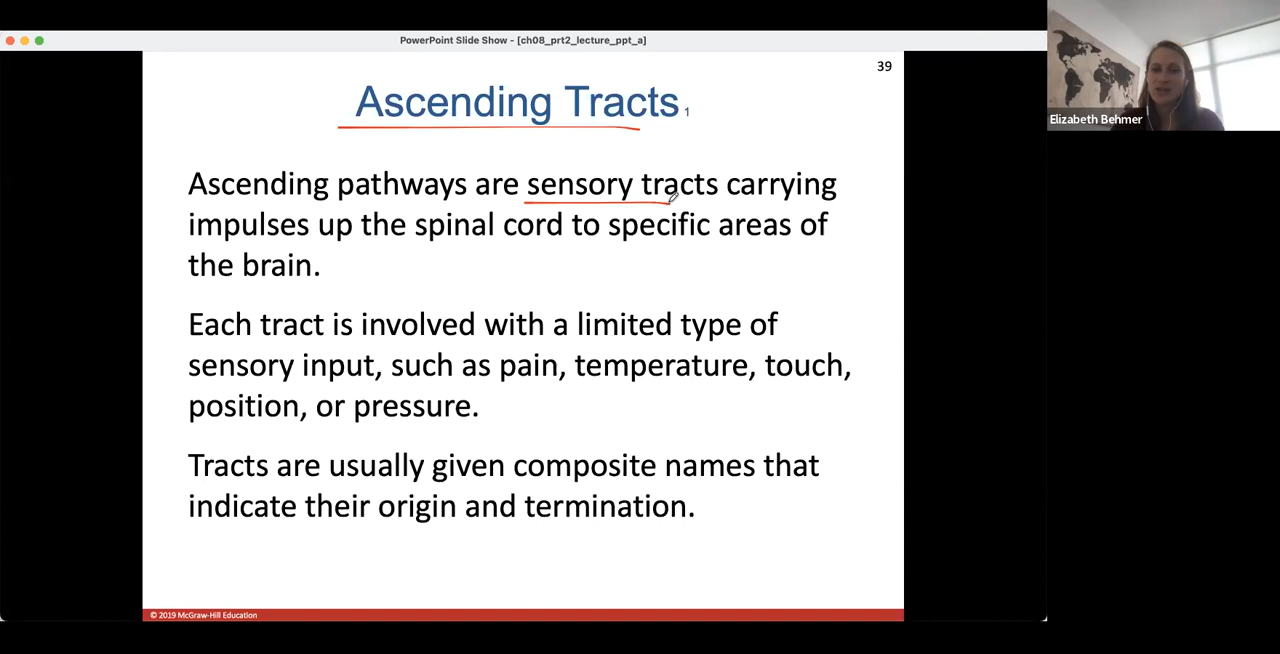 PowerPoint Slide Show - [ch08_prt2_lecture_ppt_a]
39
Ascending Tracts 1
Ascending pathways are sensory tracts carrying
impulses up the spinal cord to specific areas of
the brain.
Each tract is involved with a limited type of
sensory input, such as pain, temperature, touch,
position, or pressure.
Tracts are usually given composite names that
indicate their origin and termination.
© 2019 McGraw-Hill Education
Elizabeth Behmer